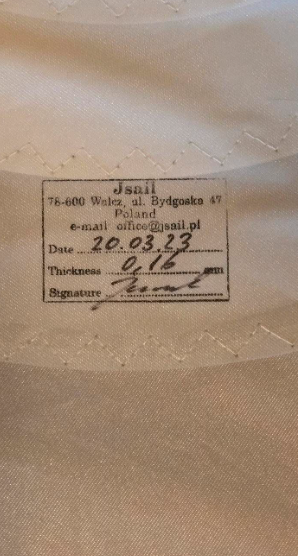 Jsail
78-600 Wałcz, ul. Bydgoska 47
Poland
e-mail office@jsail.pl
Date 20.03.23
Thickness 0,16 mm
Signature